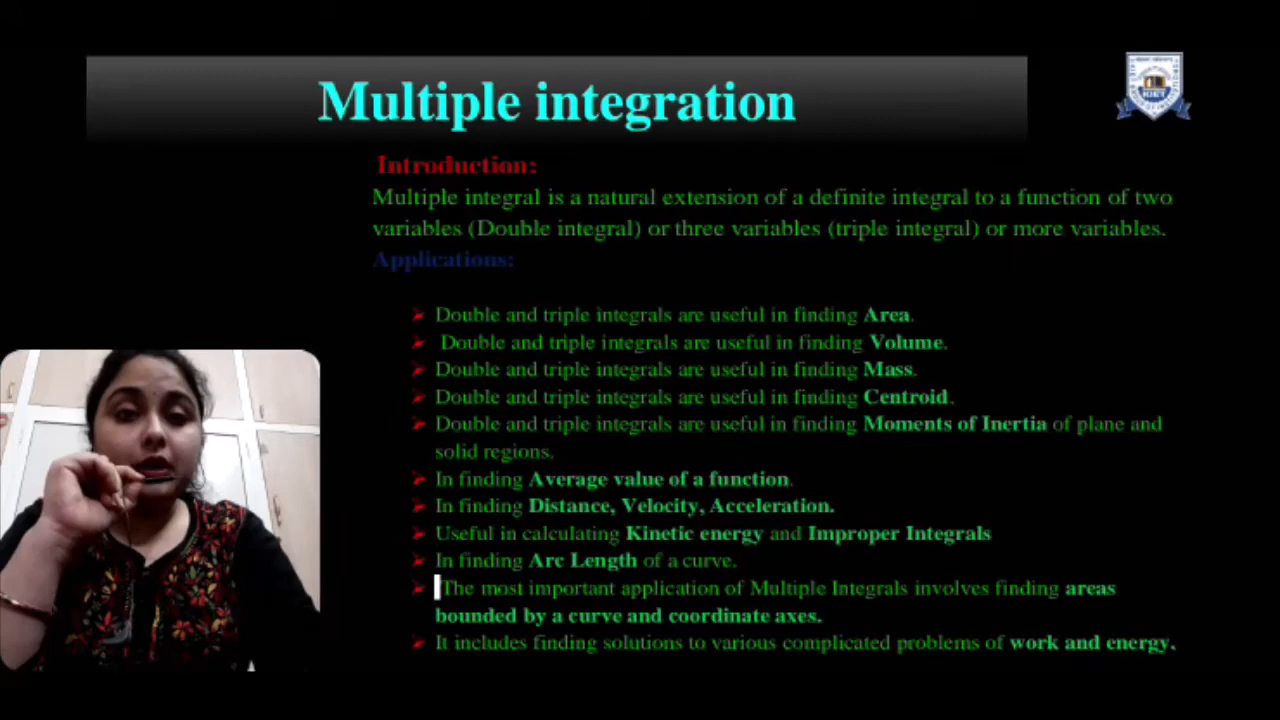 Multiple integration
KIET
Introduction:
Multiple integral is a natural extension of a definite integral to a function of two
variables (Double integral) or three variables (triple integral) or more variables.
Applications:
Double and triple integrals are useful in finding Area.
Double and triple integrals are useful in finding Volume.
Double and triple integrals are useful in finding Mass.
Double and triple integrals are useful in finding Centroid.
Double and triple integrals are useful in finding Moments of Inertia of plane and
solid regions.
In finding Average value of a function.
In finding Distance, Velocity, Acceleration.
Useful in calculating Kinetic energy and Improper Integrals
In finding Arc Length of a curve.
The most important application of Multiple Integrals involves finding areas
bounded by a curve and coordinate axes.
It includes finding solutions to various complicated problems of work and energy.